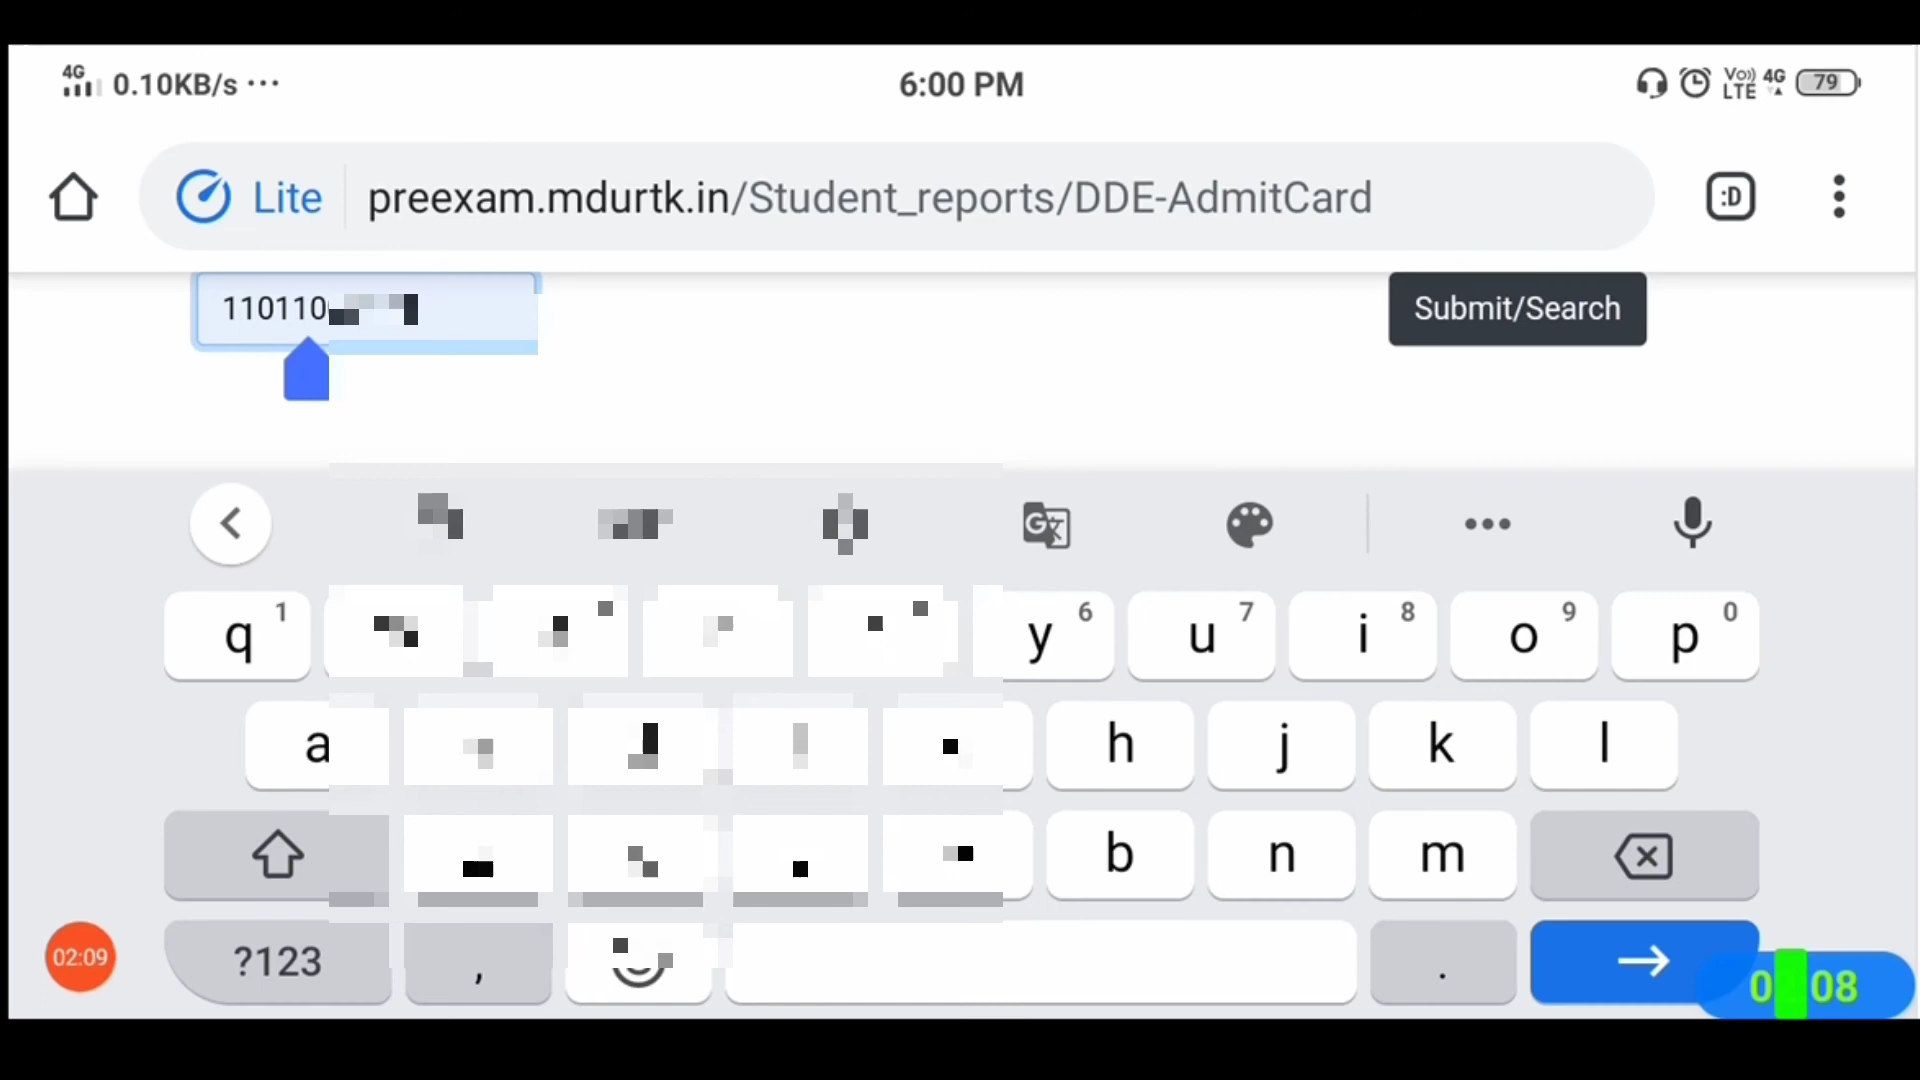 4G 0.10KB/s ... 6:00 PM Vo)) LTE 4G 79
Lite preexam.mdurtk.in/Student_reports/DDE-AdmitCard :D
110110 Submit/Search
q 1 y 6 u 7 i 8 o 9 p 0
a h j k l
b n m
?123 , .
02:09
08